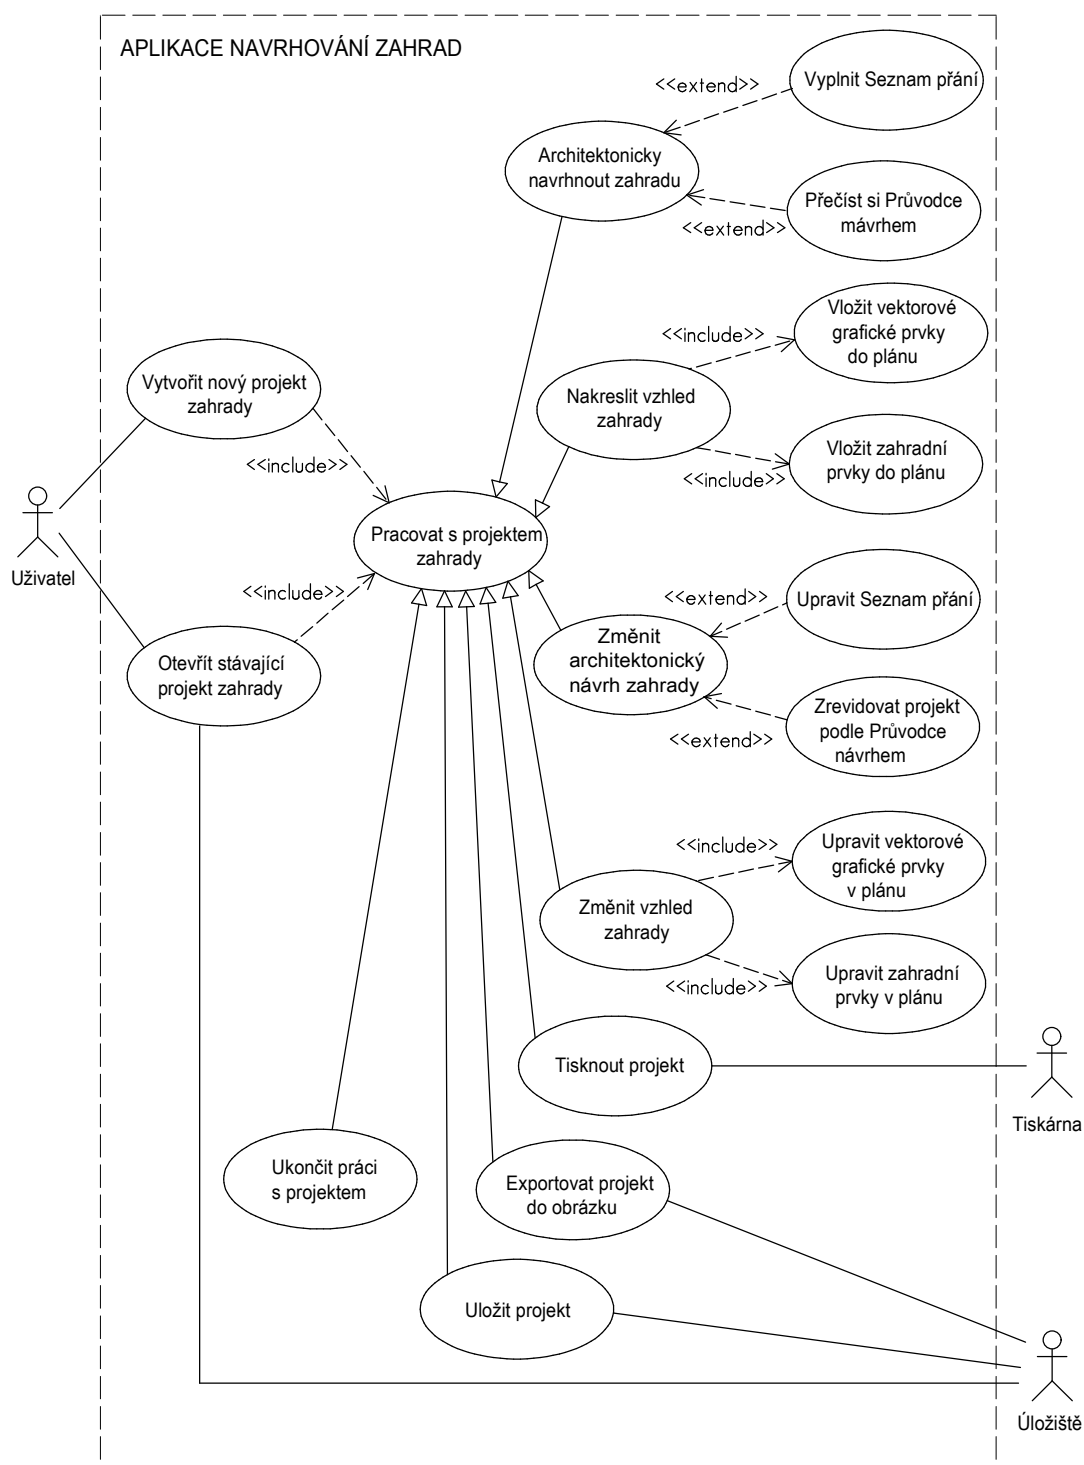 APLIKACE NAVRHOVÁNÍ ZAHRAD
<<extend>>
Vyplnit Seznam přání
Architektonicky
navrhnout zahradu
Přečíst si Průvodce
mávrhem
<<extend>>
Vložit vektorové
grafické prvky
do plánu
<<include>>
Vytvořit nový projekt
zahrady
Nakreslit vzhled
zahrady
Vložit zahradní
prvky do plánu
<<include>>
<<include>>
Pracovat s projektem
zahrady
Uživatel
<<include>>
<<extend>>
Upravit Seznam přání
Otevřít stávající
projekt zahrady
Změnit
architektonický
návrh zahrady
Zrevidovat projekt
podle Průvodce
návrhem
<<extend>>
<<include>>
Upravit vektorové
grafické prvky
v plánu
Změnit vzhled
zahrady
Upravit zahradní
prvky v plánu
<<include>>
Tisknout projekt
Tiskárna
Ukončit práci
s projektem
Exportovat projekt
do obrázku
Uložit projekt
Úložiště